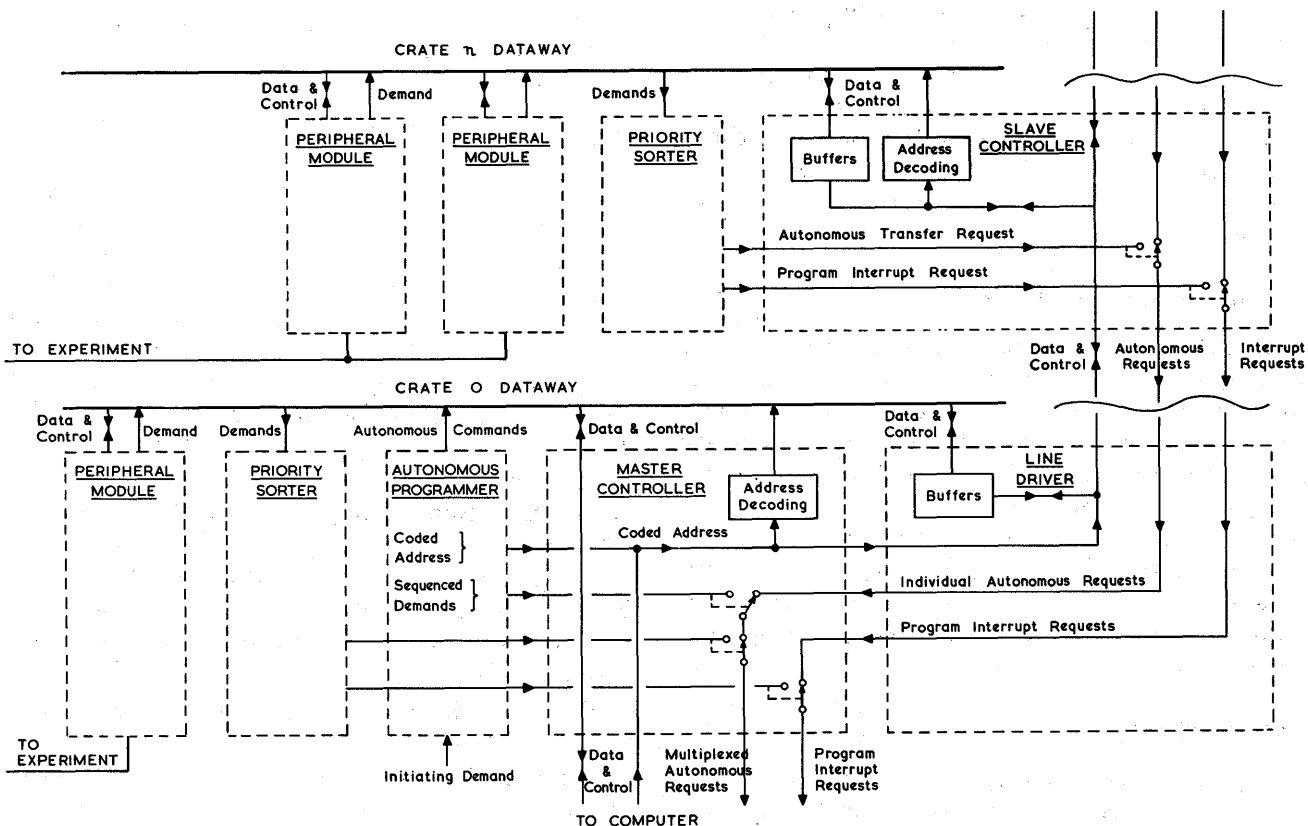 CRATE n DATAWAY
Data &
Control
Demand
Demands
Data &
Control
PERIPHERAL
MODULE
PERIPHERAL
MODULE
PRIORITY
SORTER
SLAVE
CONTROLLER
Buffers
Address
Decoding
Autonomous Transfer Request
Program Interrupt Request
TO EXPERIMENT
Data &
Control
Autonomous
Requests
Interrupt
Requests
CRATE O DATAWAY
Data &
Control
Demand
Demands
Autonomous Commands
Data & Control
Data &
Control
PERIPHERAL
MODULE
PRIORITY
SORTER
AUTONOMOUS
PROGRAMMER
MASTER
CONTROLLER
Address
Decoding
Buffers
LINE
DRIVER
Coded
Address
Coded Address
Sequenced
Demands
Individual Autonomous Requests
Program Interrupt Requests
TO
EXPERIMENT
Initiating Demand
Data
&
Control
Multiplexed
Autonomous
Requests
Program
Interrupt
Requests
TO COMPUTER